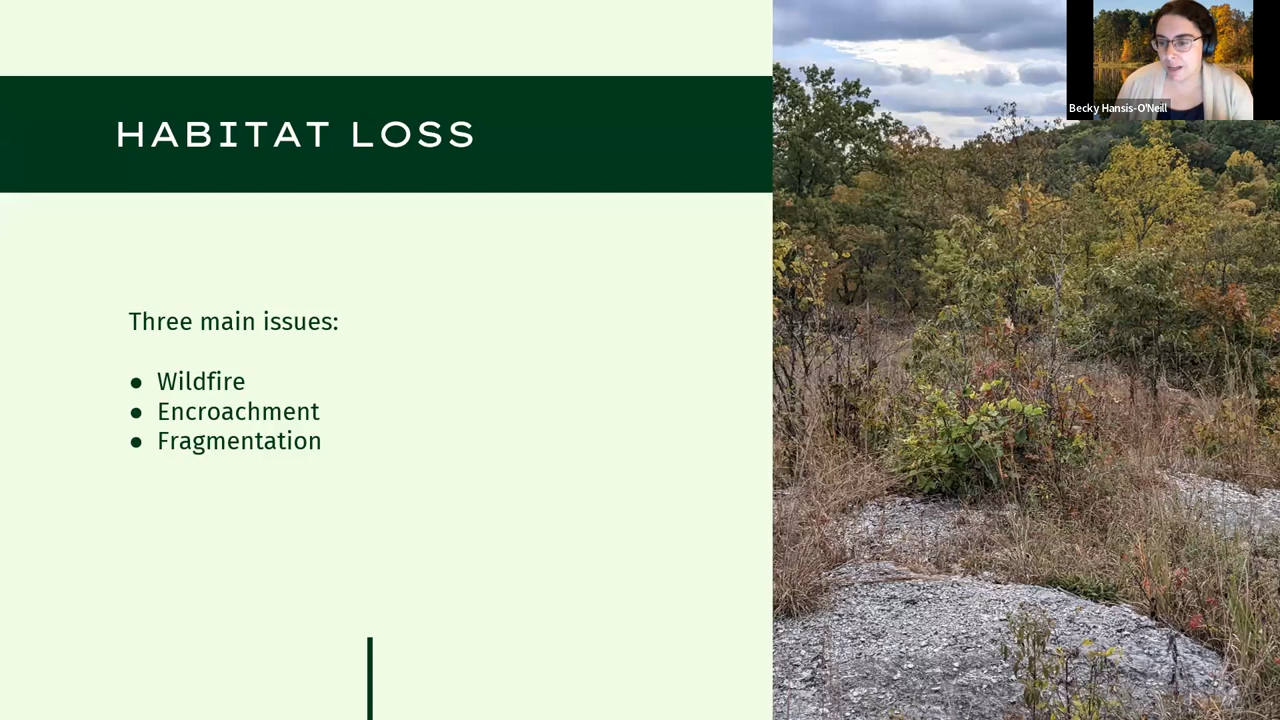 HABITAT LOSS
Three main issues:
● Wildfire
● Encroachment
● Fragmentation
Becky Hansis-O'Neill